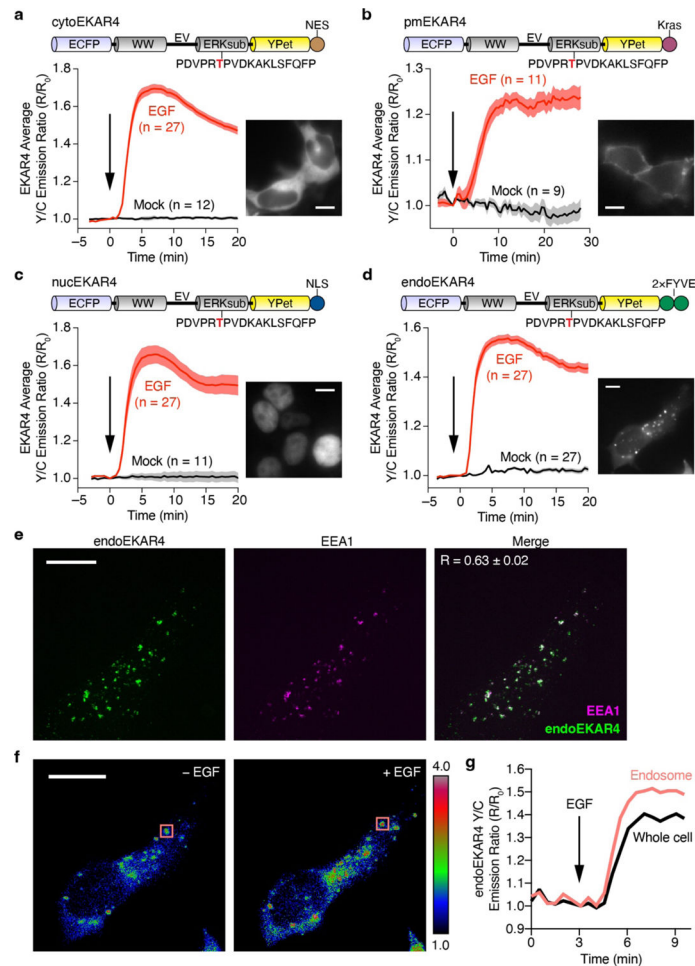 a
cytoEKAR4
NES
EV
ECFP
WW
ERKsub
YPet
PDVPRTPVDKAKLSFQFP
EKAR4 Average
Y/C Emission Ratio (R/R0)
1.8
1.6
1.4
1.2
1.0
EGF
(n = 27)
Mock (n = 12)
0
5
10
15
20
Time (min)
b
pmEKAR4
Kras
EV
ECFP
WW
ERKsub
YPet
PDVPRTPVDKAKLSFQFP
EKAR4 Average
Y/C Emission Ratio (R/R0)
1.3
1.2
1.1
1.0
EGF (n = 11)
Mock (n = 9)
0
10
20
30
Time (min)
c
nucEKAR4
NLS
EV
ECFP
WW
ERKsub
YPet
PDVPRTPVDKAKLSFQFP
EKAR4 Average
Y/C Emission Ratio (R/R0)
1.8
1.6
1.4
1.2
1.0
EGF
(n = 27)
Mock (n = 11)
-5
0
5
10
15
20
Time (min)
d
endoEKAR4
2×FYVE
EV
ECFP
WW
ERKsub
YPet
PDVPRTPVDKAKLSFQFP
EKAR4 Average
Y/C Emission Ratio (R/R0)
1.6
1.4
1.2
1.0
EGF
(n = 27)
Mock (n = 27)
-5
0
5
10
15
20
Time (min)
e
endoEKAR4
EEA1
Merge
R = 0.63 ± 0.02
EEA1
endoEKAR4
f
– EGF
+ EGF
4.0
1.0
g
endoEKAR4 Y/C
Emission Ratio (R/R0)
1.6
1.5
1.4
1.3
1.2
1.1
1.0
0.9
Endosome
EGF
Whole cell
0
3
6
9
Time (min)